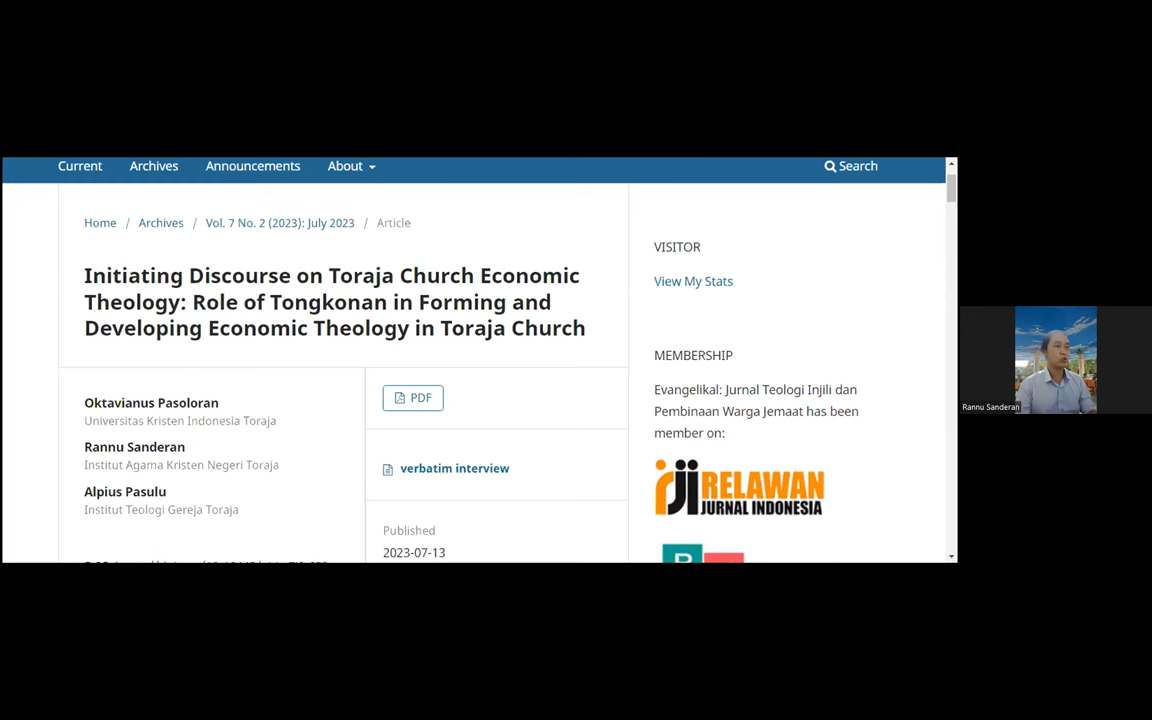 Current Archives Announcements About Search
Home / Archives / Vol. 7 No. 2 (2023): July 2023 / Article
Initiating Discourse on Toraja Church Economic
Theology: Role of Tongkonan in Forming and
Developing Economic Theology in Toraja Church
Oktavianus Pasoloran
Universitas Kristen Indonesia Toraja
Rannu Sanderan
Institut Agama Kristen Negeri Toraja
Alpius Pasulu
Institut Teologi Gereja Toraja
PDF
verbatim interview
Published
2023-07-13
VISITOR
View My Stats
MEMBERSHIP
Evangelikal: Jurnal Teologi Injili dan
Pembinaan Warga Jemaat has been
member on:
rji RELAWAN
JURNAL INDONESIA
Rannu Sanderan